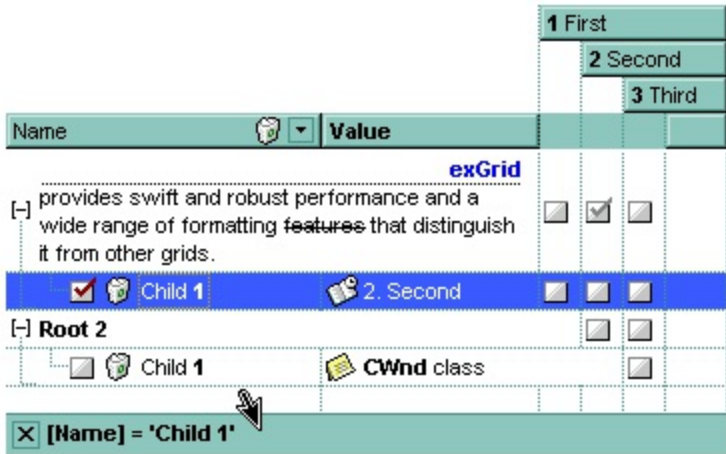 1 First
2 Second
3 Third
Name Value
exGrid
provides swift and robust performance and a
wide range of formatting features that distinguish
it from other grids.
Child 1 2. Second
Root 2
Child 1 CWnd class
[Name] = 'Child 1'